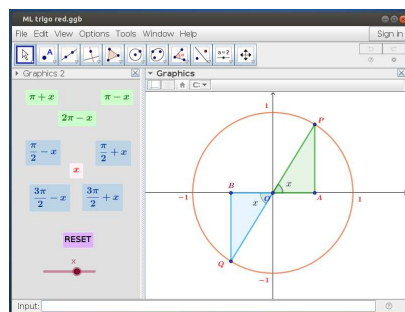 ML trigo red.ggb
File Edit View Options Tools Window Help
Sign in
Graphics 2
Graphics
π + x
π − x
2π − x
π/2 − x
π/2 + x
x
3π/2 − x
3π/2 + x
RESET
x
1
P
B
O
x
A
−1
1
x
Q
−1
Input: